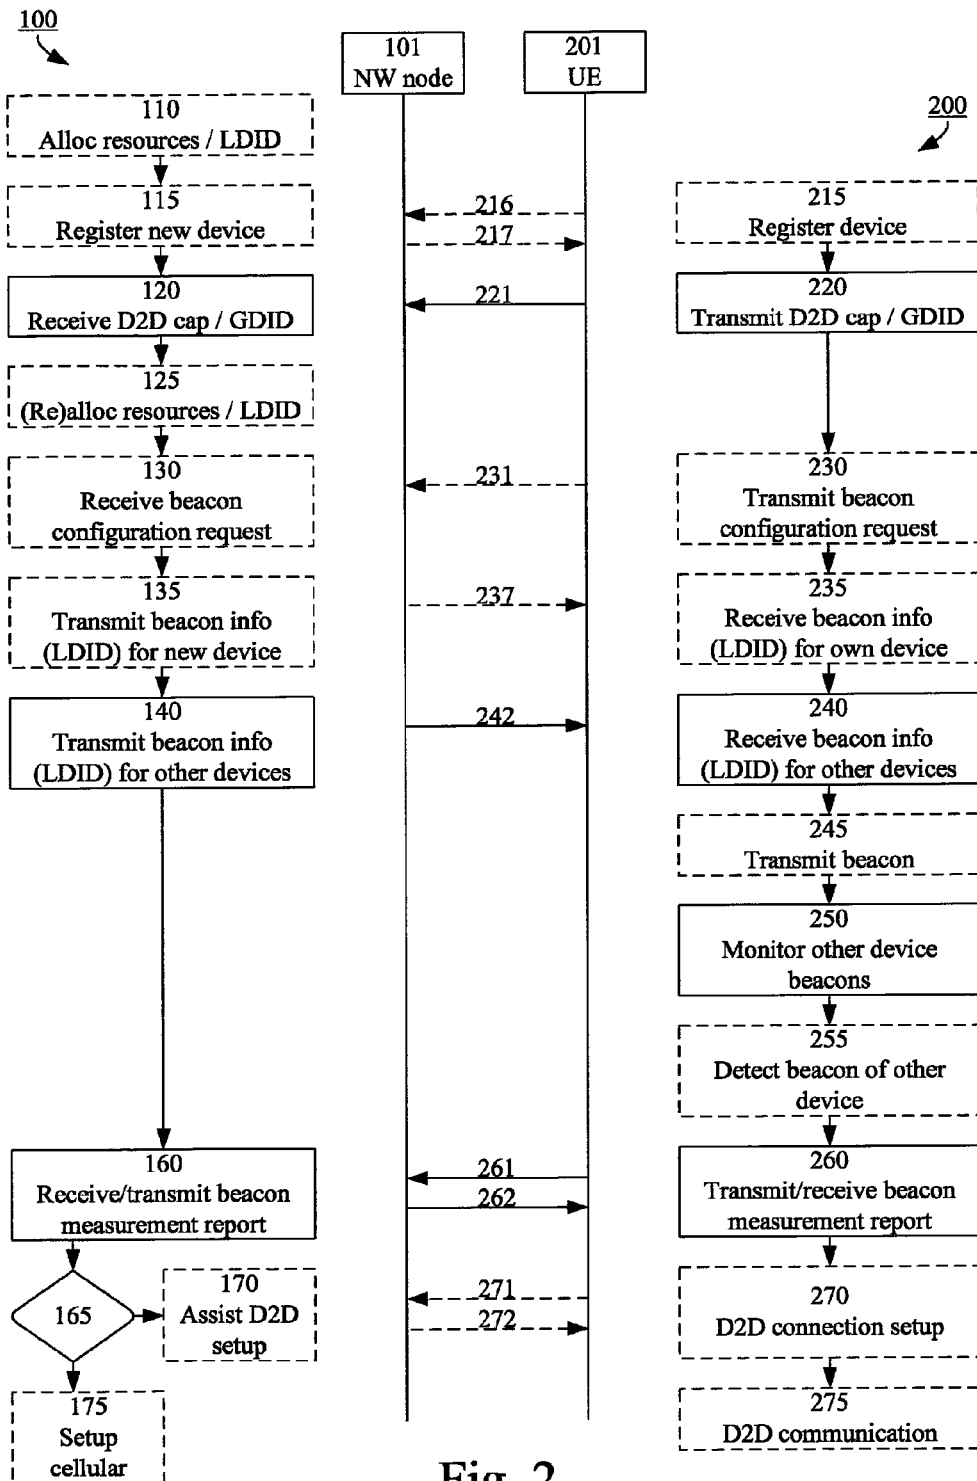 100
101
NW node
201
UE
200
110
Alloc resources / LDID
115
Register new device
120
Receive D2D cap / GDID
125
(Re)alloc resources / LDID
130
Receive beacon
configuration request
135
Transmit beacon info
(LDID) for new device
140
Transmit beacon info
(LDID) for other devices
160
Receive/transmit beacon
measurement report
165
170
Assist D2D
setup
175
Setup
cellular
216
217
221
231
237
242
261
262
271
272
215
Register device
220
Transmit D2D cap / GDID
230
Transmit beacon
configuration request
235
Receive beacon info
(LDID) for own device
240
Receive beacon info
(LDID) for other devices
245
Transmit beacon
250
Monitor other device
beacons
255
Detect beacon of other
device
260
Transmit/receive beacon
measurement report
270
D2D connection setup
275
D2D communication
Fig. 2